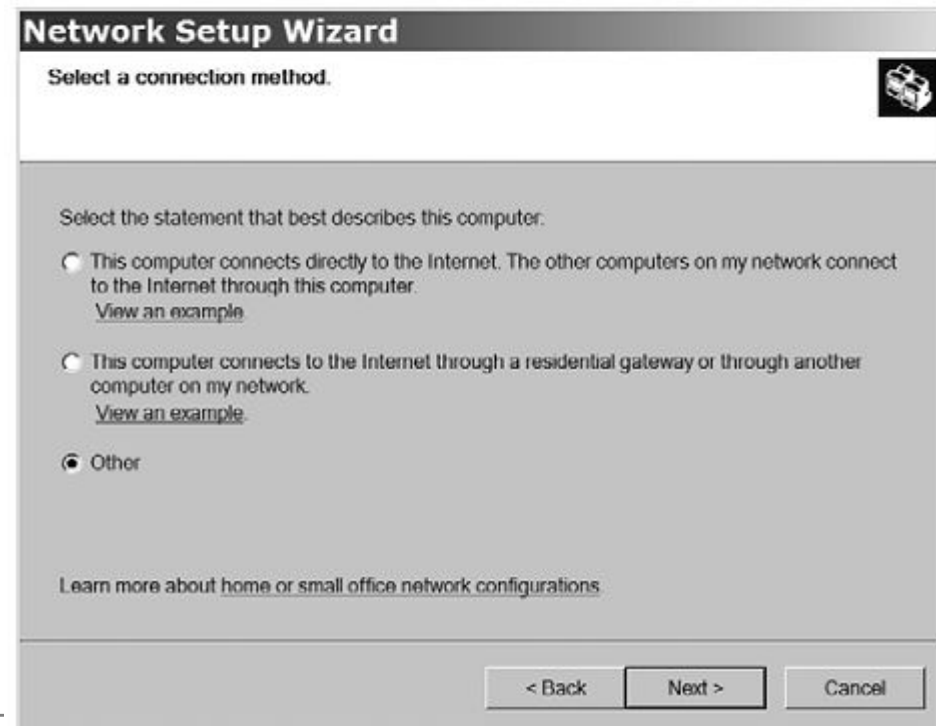 Network Setup Wizard
Select a connection method.
Select the statement that best describes this computer:
This computer connects directly to the Internet. The other computers on my network connect
to the Internet through this computer.
View an example.
This computer connects to the Internet through a residential gateway or through another
computer on my network.
View an example.
Other
Learn more about home or small office network configurations.
< Back Next > Cancel